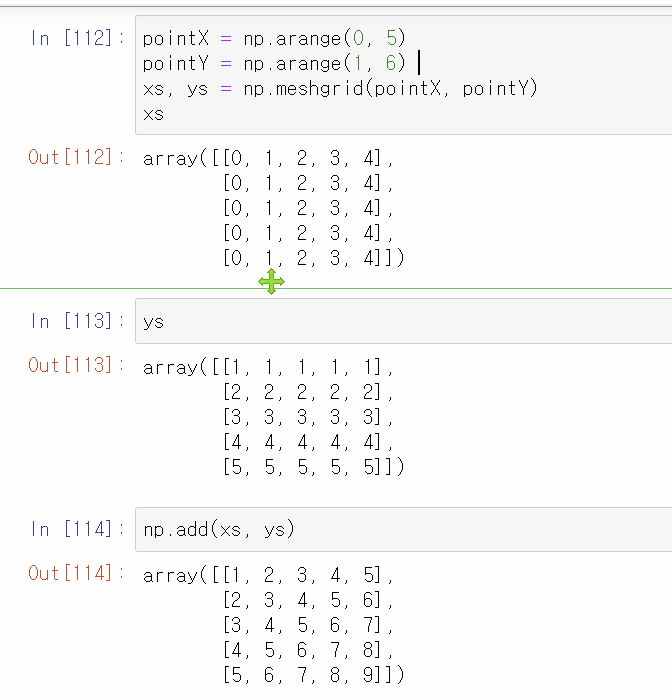 In [112]: pointX = np.arange(0, 5)
pointY = np.arange(1, 6)
xs, ys = np.meshgrid(pointX, pointY)
xs
Out[112]: array([[0, 1, 2, 3, 4],
[0, 1, 2, 3, 4],
[0, 1, 2, 3, 4],
[0, 1, 2, 3, 4],
[0, 1, 2, 3, 4]])
In [113]: ys
Out[113]: array([[1, 1, 1, 1, 1],
[2, 2, 2, 2, 2],
[3, 3, 3, 3, 3],
[4, 4, 4, 4, 4],
[5, 5, 5, 5, 5]])
In [114]: np.add(xs, ys)
Out[114]: array([[1, 2, 3, 4, 5],
[2, 3, 4, 5, 6],
[3, 4, 5, 6, 7],
[4, 5, 6, 7, 8],
[5, 6, 7, 8, 9]])